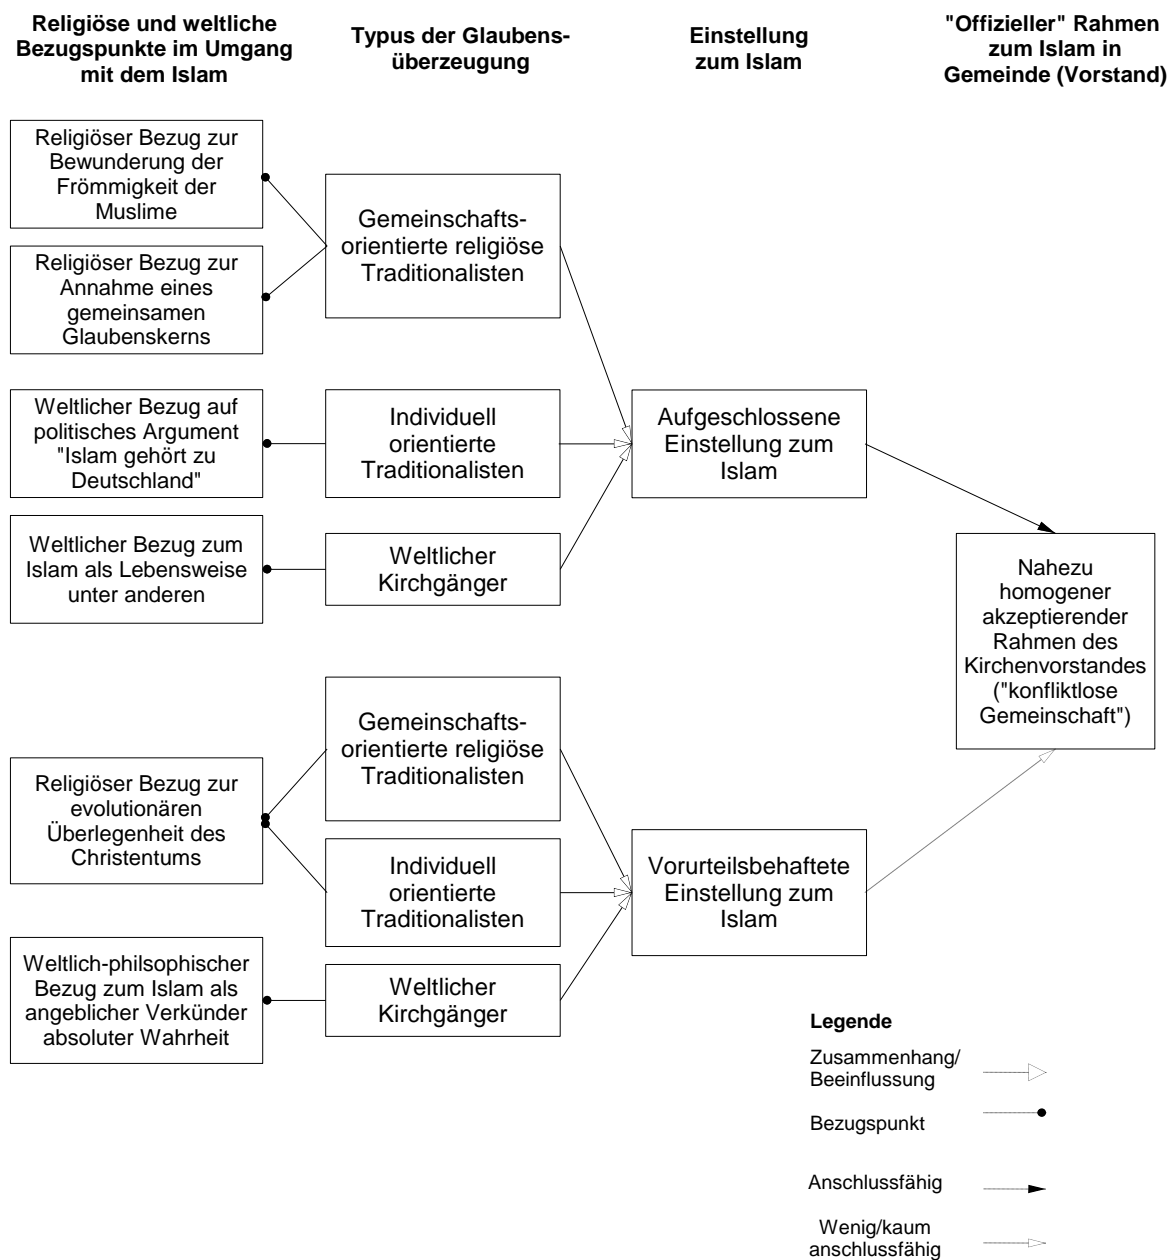 Religiöse und weltliche
Bezugspunkte im Umgang
mit dem Islam
Typus der Glaubens-
überzeugung
Einstellung
zum Islam
"Offizieller" Rahmen
zum Islam in
Gemeinde (Vorstand)
Religiöser Bezug zur
Bewunderung der
Frömmigkeit der
Muslime
Religiöser Bezug zur
Annahme eines
gemeinsamen
Glaubenskerns
Weltlicher Bezug auf
politisches Argument
"Islam gehört zu
Deutschland"
Weltlicher Bezug zum
Islam als Lebensweise
unter anderen
Religiöser Bezug zur
evolutionären
Überlegenheit des
Christentums
Weltlich-philsophischer
Bezug zum Islam als
angeblicher Verkünder
absoluter Wahrheit
Gemeinschafts-
orientierte religiöse
Traditionalisten
Individuell
orientierte
Traditionalisten
Weltlicher
Kirchgänger
Gemeinschafts-
orientierte religiöse
Traditionalisten
Individuell
orientierte
Traditionalisten
Weltlicher
Kirchgänger
Aufgeschlossene
Einstellung zum
Islam
Vorurteilsbehaftete
Einstellung zum
Islam
Nahezu
homogener
akzeptierender
Rahmen des
Kirchenvorstandes
("konfliktlose
Gemeinschaft")
Legende
Zusammenhang/
Beeinflussung
Bezugspunkt
Anschlussfähig
Wenig/kaum
anschlussfähig